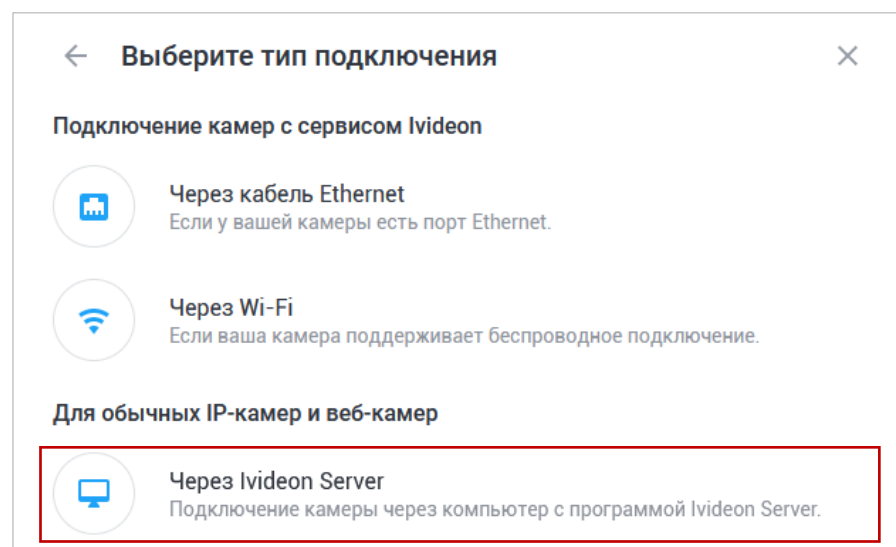 Выберите тип подключения
Подключение камер с сервисом Ivideon
Через кабель Ethernet
Если у вашей камеры есть порт Ethernet.
Через Wi-Fi
Если ваша камера поддерживает беспроводное подключение.
Для обычных IP-камер и веб-камер
Через Ivideon Server
Подключение камеры через компьютер с программой Ivideon Server.